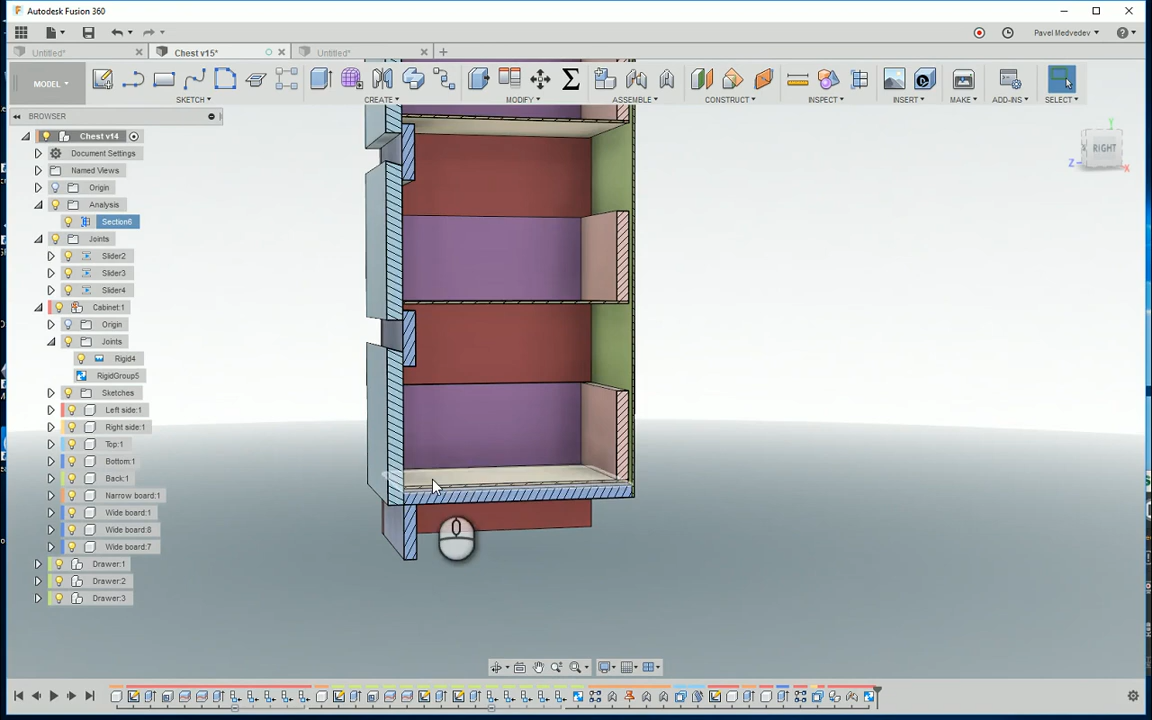 Autodesk Fusion 360
Pavel Medvedev
Untitled*
Chest v15*
Untitled*
MODEL
SKETCH
CREATE
MODIFY
ASSEMBLE
CONSTRUCT
INSPECT
INSERT
MAKE
ADD-INS
SELECT
BROWSER
Chest v14
Document Settings
Named Views
Origin
Analysis
Section6
Joints
Slider2
Slider3
Slider4
Cabinet:1
Origin
Joints
Rigid4
RigidGroup5
Sketches
Left side:1
Right side:1
Top:1
Bottom:1
Back:1
Narrow board:1
Wide board:1
Wide board:8
Wide board:7
Drawer:1
Drawer:2
Drawer:3
Y
RIGHT
Z
X